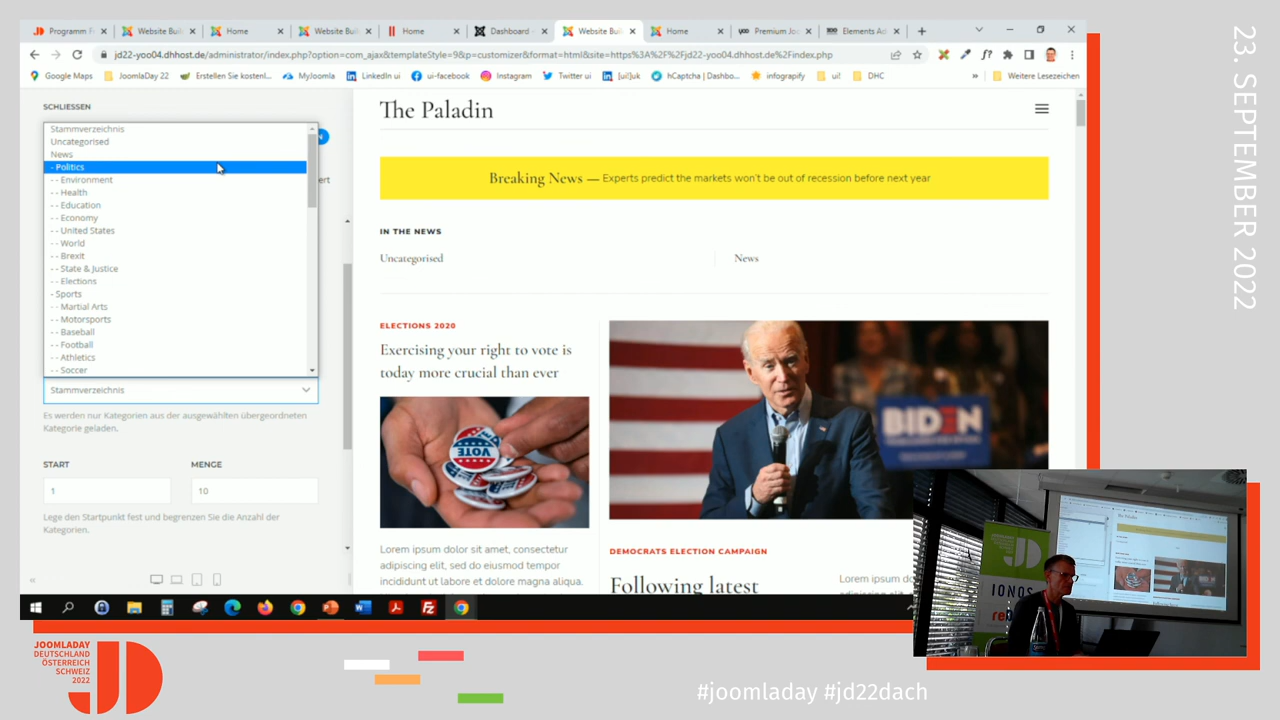 Programm F
Website Buil
Home
Website Buil
Home
Dashboard
Website Buil
Home
Premium Joo
Elements Ad
jd22-yoo04.dhhost.de/administrator/index.php?option=com_ajax&templateStyle=9&p=customizer&format=html&site=https%3A%2F%2Fjd22-yoo04.dhhost.de%2Findex.php
Google Maps
JoomlaDay 22
Erstellen Sie kostenl...
MyJoomla
LinkedIn ui
ui-facebook
Instagram
Twitter ui
[ui!]uk
hCaptcha | Dashbo...
infograpify
ui!
DHC
»
Weitere Lesezeichen
SCHLIESSEN
Stammverzeichnis
Uncategorised
News
- Politics
- - Environment
- - Health
- - Education
- - Economy
- - United States
- - World
- - Brexit
- - State & Justice
- - Elections
- Sports
- - Martial Arts
- - Motorsports
- - Baseball
- - Football
- - Athletics
- - Soccer
Stammverzeichnis
Es werden nur Kategorien aus der ausgewählten übergeordneten
Kategorie geladen.
START
MENGE
1
10
Lege den Startpunkt fest und begrenzen Sie die Anzahl der
Kategorien.
The Paladin
Breaking News — Experts predict the markets won't be out of recession before next year
IN THE NEWS
Uncategorised
News
ELECTIONS 2020
Exercising your right to vote is
today more crucial than ever
VOTE
BIDEN
Lorem ipsum dolor sit amet, consectetur
adipiscing elit, sed do eiusmod tempor
incididunt ut labore et dolore magna aliqua.
DEMOCRATS ELECTION CAMPAIGN
Following latest
Lorem ipsum do
23. SEPTEMBER 2022
IONOS
JOOMLADAY
DEUTSCHLAND
ÖSTERREICH
SCHWEIZ
2022
JD
#joomladay #jd22dach